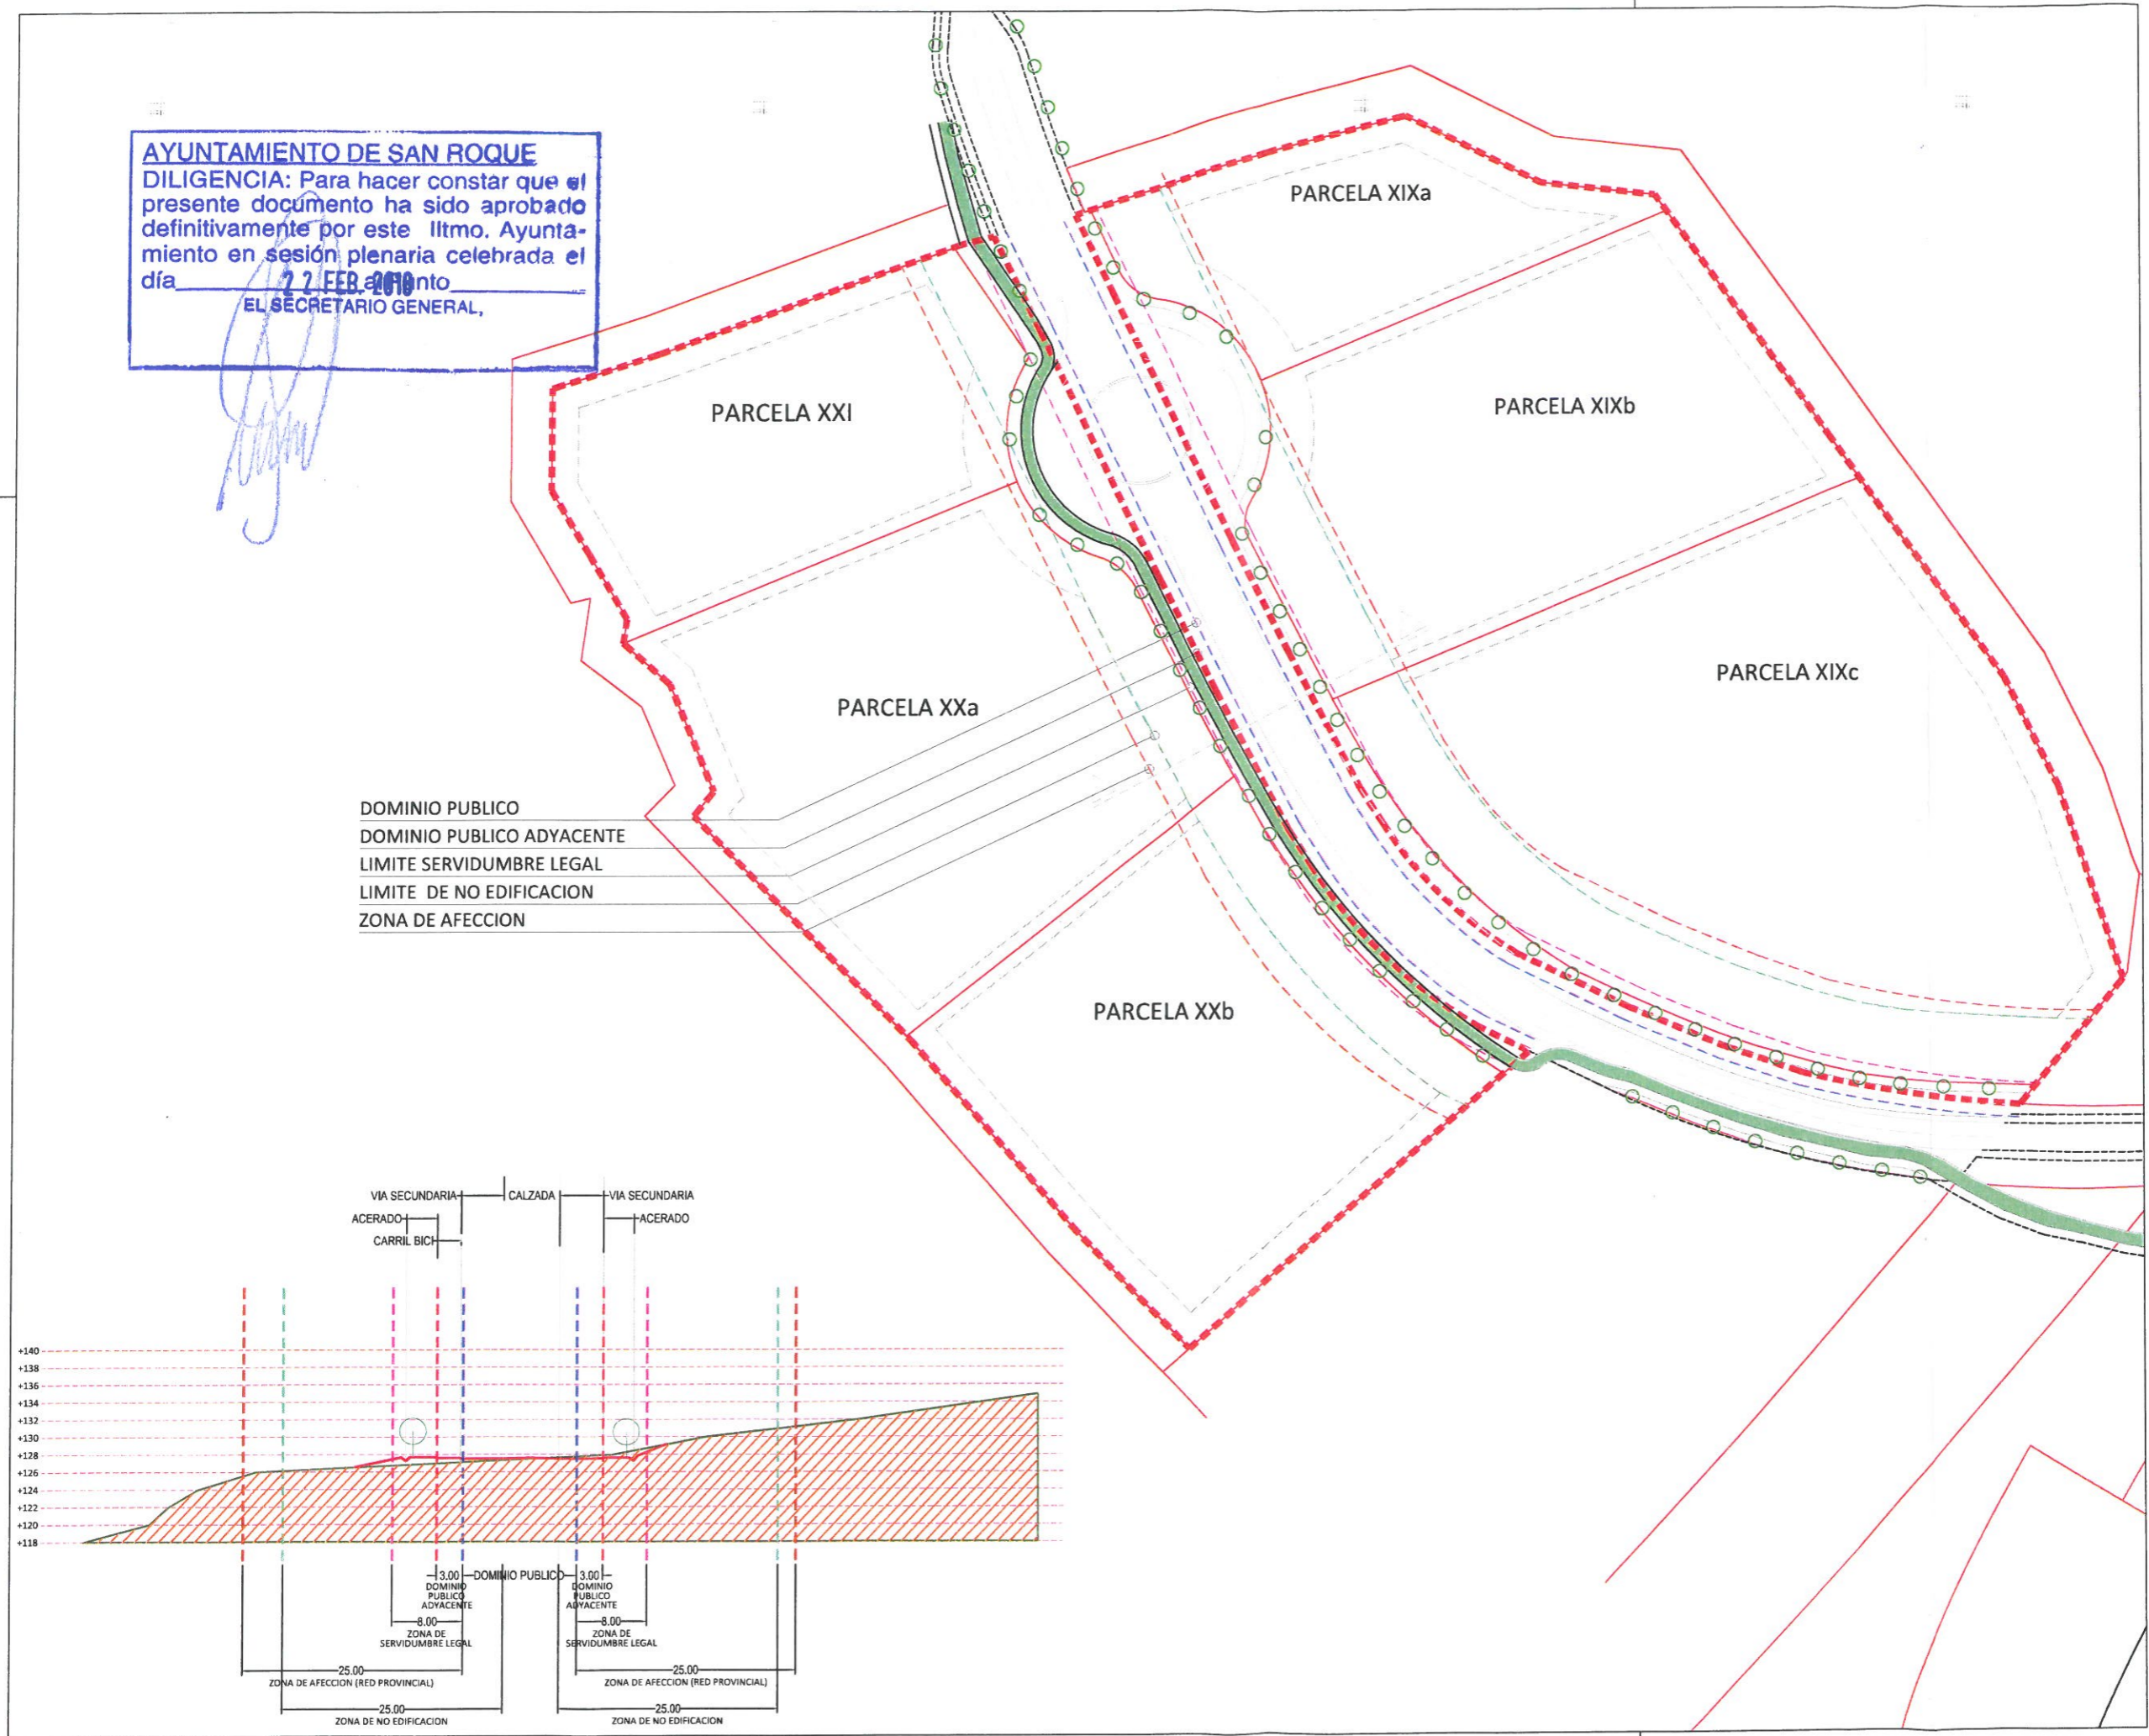 AYUNTAMIENTO DE SAN ROQUE
DILIGENCIA: Para hacer constar que el
presente documento ha sido aprobado
definitivamente por este Iltmo. Ayunta-
miento en sesión plenaria celebrada el
día 22 FEB. 2010 nto
EL SECRETARIO GENERAL,
PARCELA XIXa
PARCELA XXI
PARCELA XIXb
PARCELA XIXc
PARCELA XXa
PARCELA XXb
DOMINIO PUBLICO
DOMINIO PUBLICO ADYACENTE
LIMITE SERVIDUMBRE LEGAL
LIMITE DE NO EDIFICACION
ZONA DE AFECCION
VIA SECUNDARIA CALZADA VIA SECUNDARIA
ACERADO ACERADO
CARRIL BICI
+140
+138
+136
+134
+132
+130
+128
+126
+124
+122
+120
+118
3.00 DOMINIO PUBLICO 3.00
DOMINIO
PUBLICO
ADYACENTE
DOMINIO
PUBLICO
ADYACENTE
8.00
ZONA DE
SERVIDUMBRE LEGAL
8.00
ZONA DE
SERVIDUMBRE LEGAL
25.00
ZONA DE AFECCION (RED PROVINCIAL)
25.00
ZONA DE AFECCION (RED PROVINCIAL)
25.00
ZONA DE NO EDIFICACION
25.00
ZONA DE NO EDIFICACION